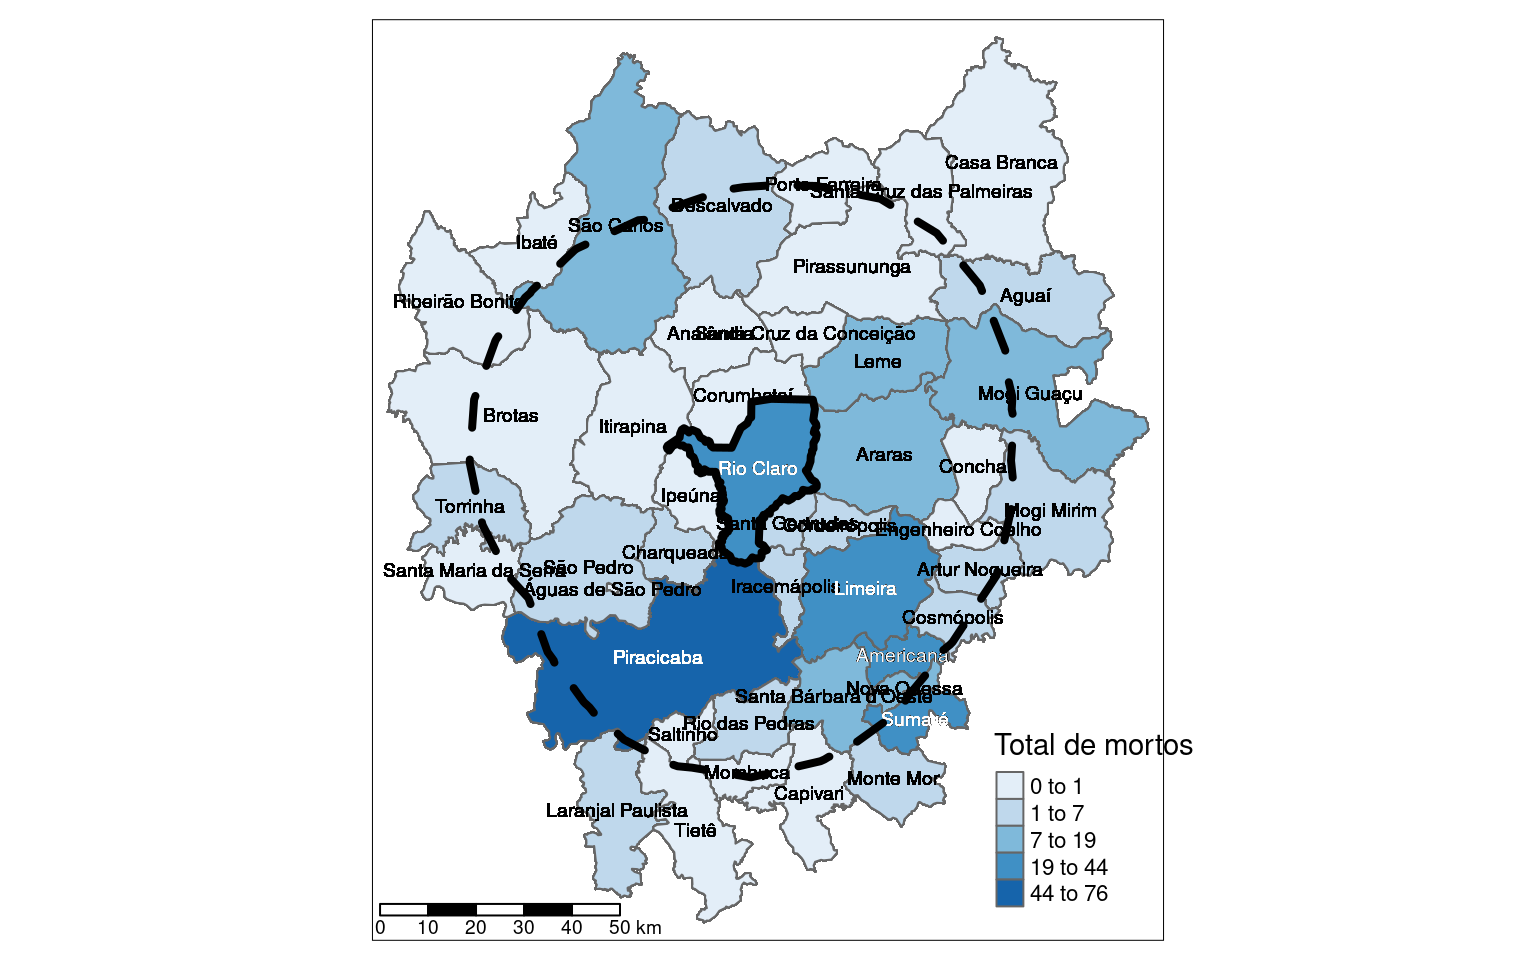 Casa Branca
Porto Ferreira
Santa Cruz das Palmeiras
Descalvado
São Carlos
Ibaté
Pirassununga
Aguaí
Ribeirão Bonito
Analândia
Santa Cruz da Conceição
Leme
Mogi Guaçu
Corumbataí
Brotas
Itirapina
Araras
Conchal
Rio Claro
Ipeúna
Torrinha
Mogi Mirim
Santa Gertrudes
Cordeirópolis
Engenheiro Coelho
Charqueada
São Pedro
Santa Maria da Serra
Artur Nogueira
Águas de São Pedro
Iracemápolis
Limeira
Cosmópolis
Piracicaba
Americana
Nova Odessa
Santa Bárbara d'Oeste
Sumaré
Rio das Pedras
Saltinho
Mombuca
Monte Mor
Capivari
Laranjal Paulista
Tietê
Total de mortos
0 to 1
1 to 7
7 to 19
19 to 44
44 to 76
0 10 20 30 40 50 km